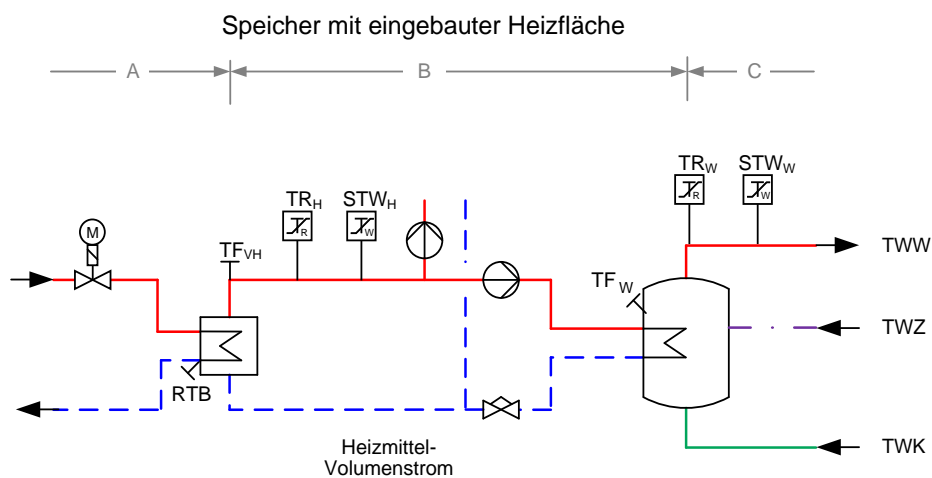 Speicher mit eingebauter Heizfläche
A B C
TRW STWW
TRH STWH
M R W
TFVH R W TWW
TFW
TWZ
RTB
TWK
Heizmittel-
Volumenstrom